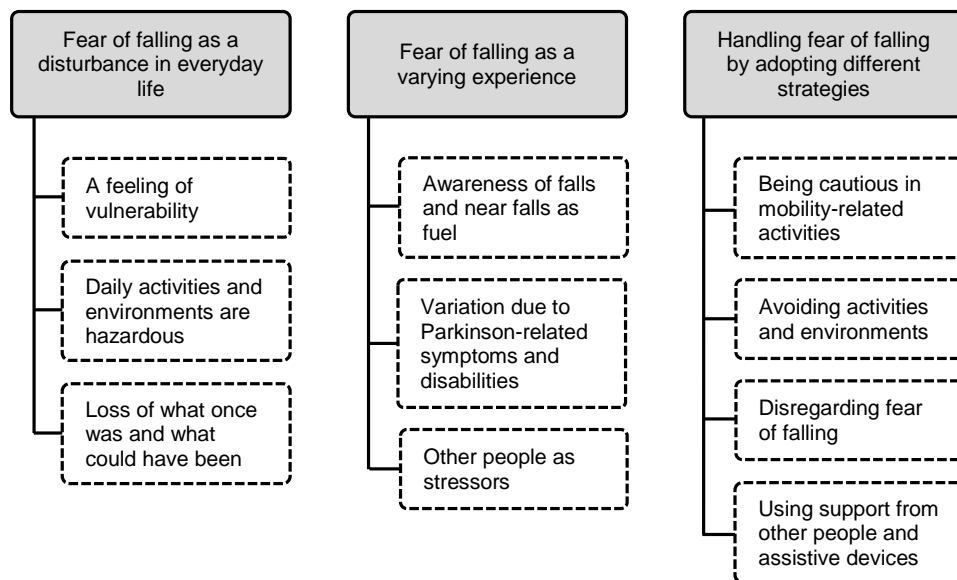 Fear of falling as a
disturbance in everyday
life
A feeling of
vulnerability
Daily activities and
environments are
hazardous
Loss of what once
was and what
could have been
Fear of falling as a
varying experience
Awareness of falls
and near falls as
fuel
Variation due to
Parkinson-related
symptoms and
disabilities
Other people as
stressors
Handling fear of falling
by adopting different
strategies
Being cautious in
mobility-related
activities
Avoiding activities
and environments
Disregarding fear
of falling
Using support from
other people and
assistive devices